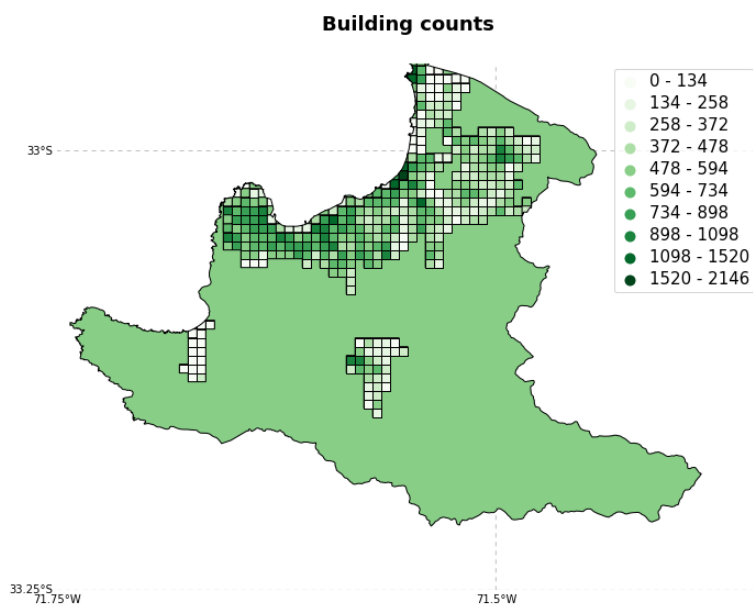 Building counts
0 - 134
134 - 258
258 - 372
33°S
372 - 478
478 - 594
594 - 734
734 - 898
898 - 1098
1098 - 1520
1520 - 2146
33.25°S
71.75°W
71.5°W